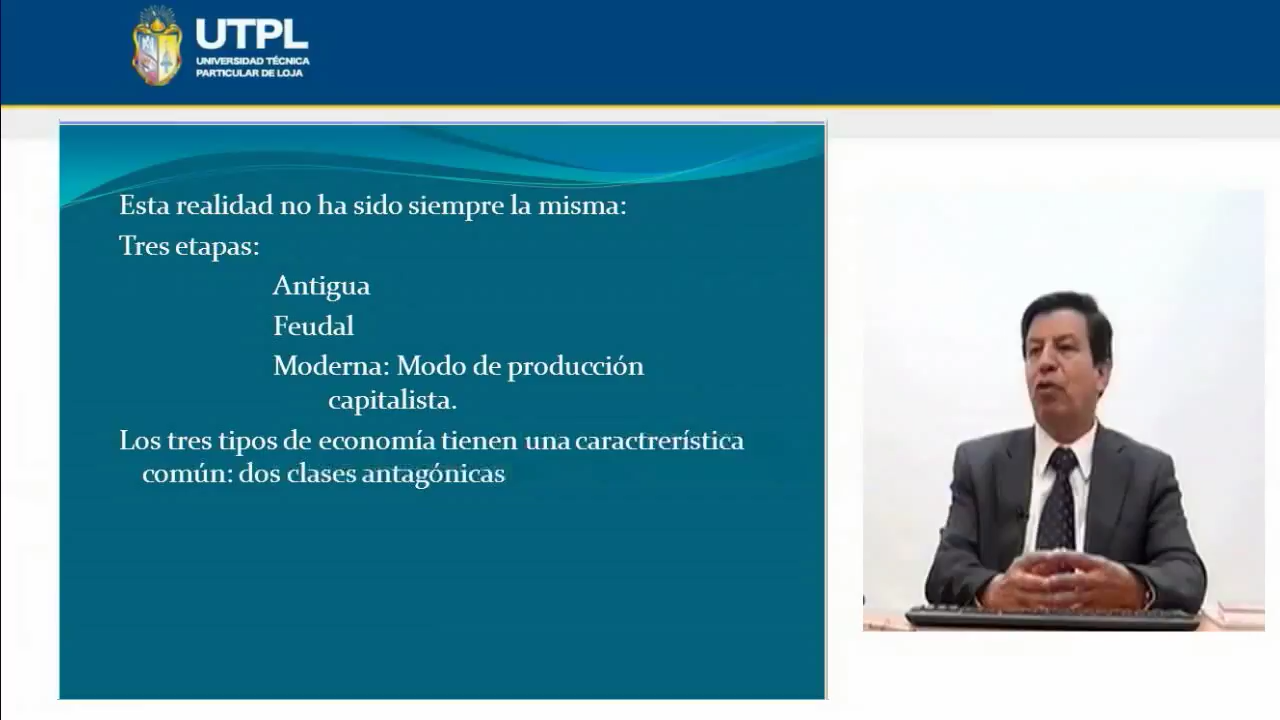 UTPL
UNIVERSIDAD TÉCNICA
PARTICULAR DE LOJA
Esta realidad no ha sido siempre la misma:
Tres etapas:
Antigua
Feudal
Moderna: Modo de producción
capitalista.
Los tres tipos de economía tienen una caractrerística
común: dos clases antagónicas